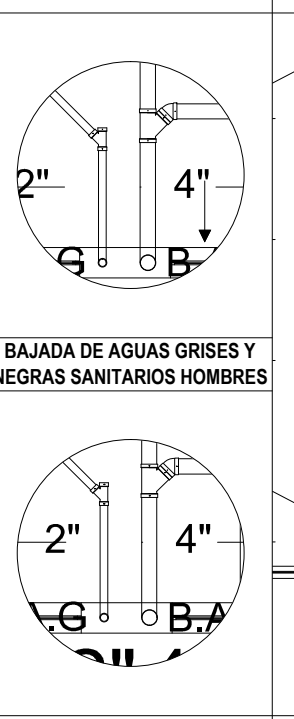 2" 4"
G B
BAJADA DE AGUAS GRISES Y
NEGRAS SANITARIOS HOMBRES
2" 4"
A.G B.A